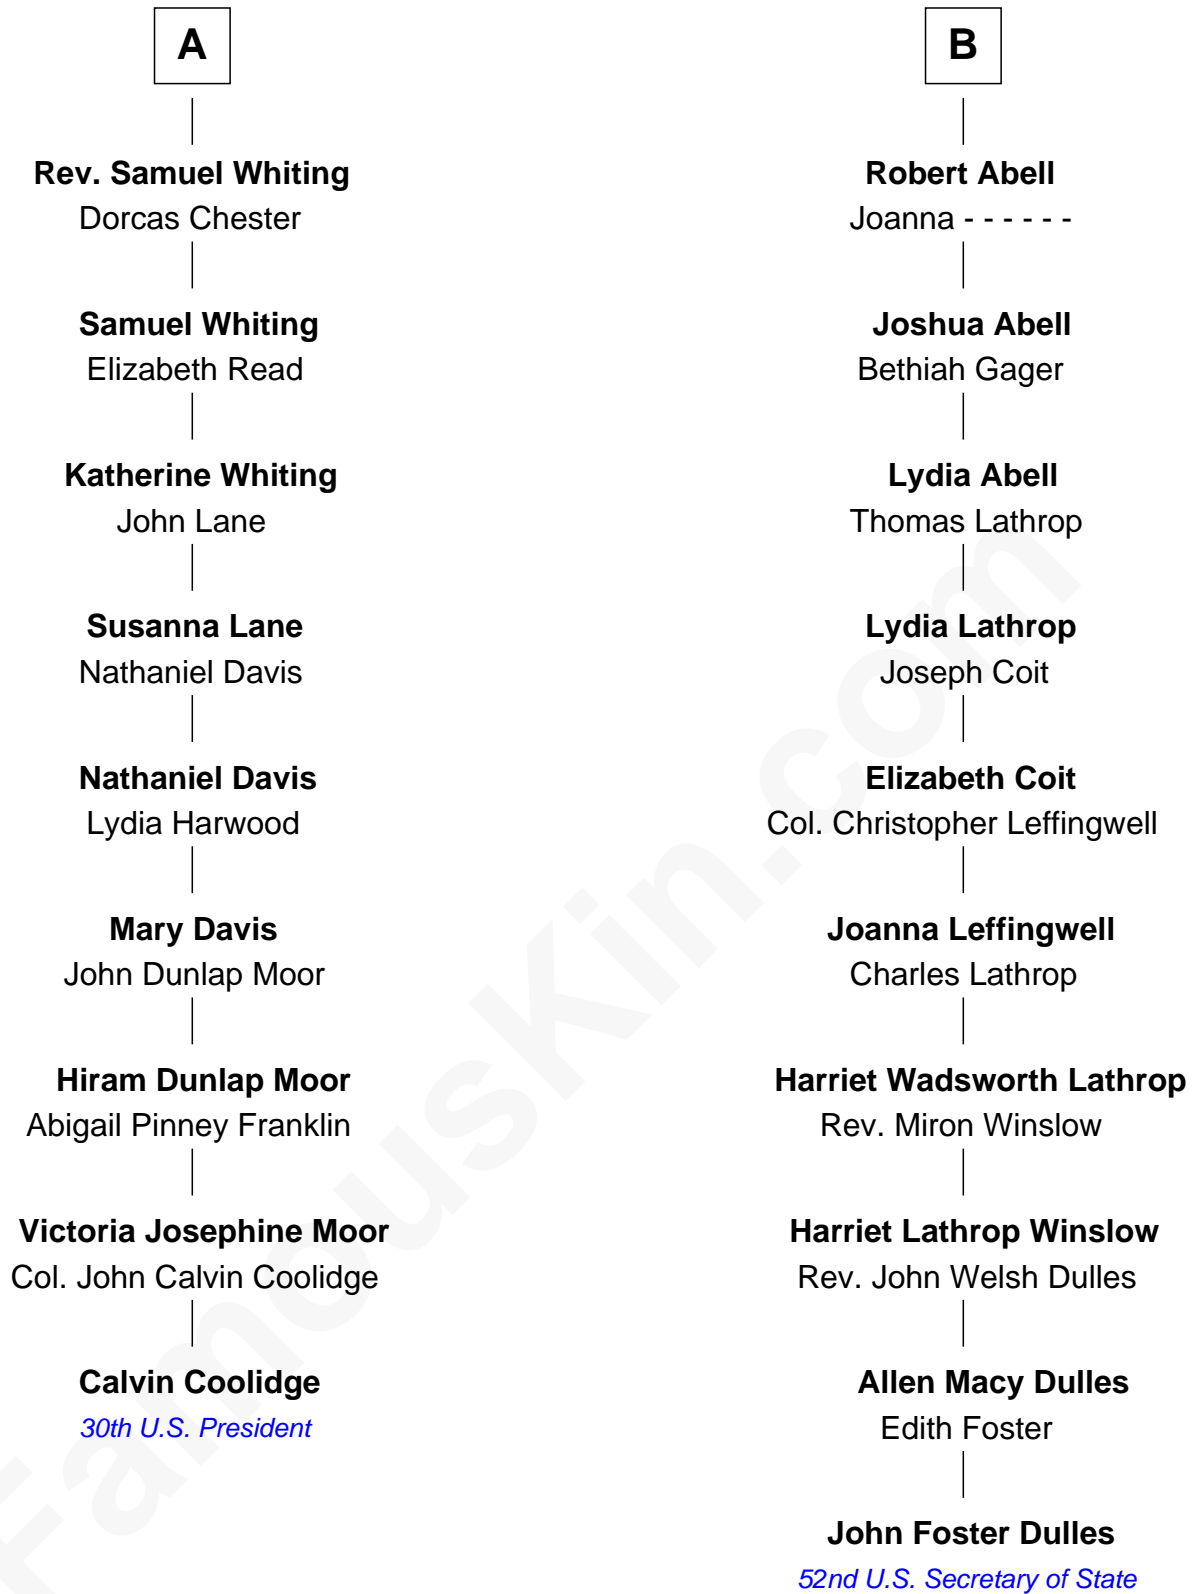 A
Rev. Samuel Whiting
Dorcas Chester
Samuel Whiting
Elizabeth Read
Katherine Whiting
John Lane
Susanna Lane
Nathaniel Davis
Nathaniel Davis
Lydia Harwood
Mary Davis
John Dunlap Moor
Hiram Dunlap Moor
Abigail Pinney Franklin
Victoria Josephine Moor
Col. John Calvin Coolidge
Calvin Coolidge
30th U.S. President
B
Robert Abell
Joanna - - - - - -
Joshua Abell
Bethiah Gager
Lydia Abell
Thomas Lathrop
Lydia Lathrop
Joseph Coit
Elizabeth Coit
Col. Christopher Leffingwell
Joanna Leffingwell
Charles Lathrop
Harriet Wadsworth Lathrop
Rev. Miron Winslow
Harriet Lathrop Winslow
Rev. John Welsh Dulles
Allen Macy Dulles
Edith Foster
John Foster Dulles
52nd U.S. Secretary of State
FamousKin.com